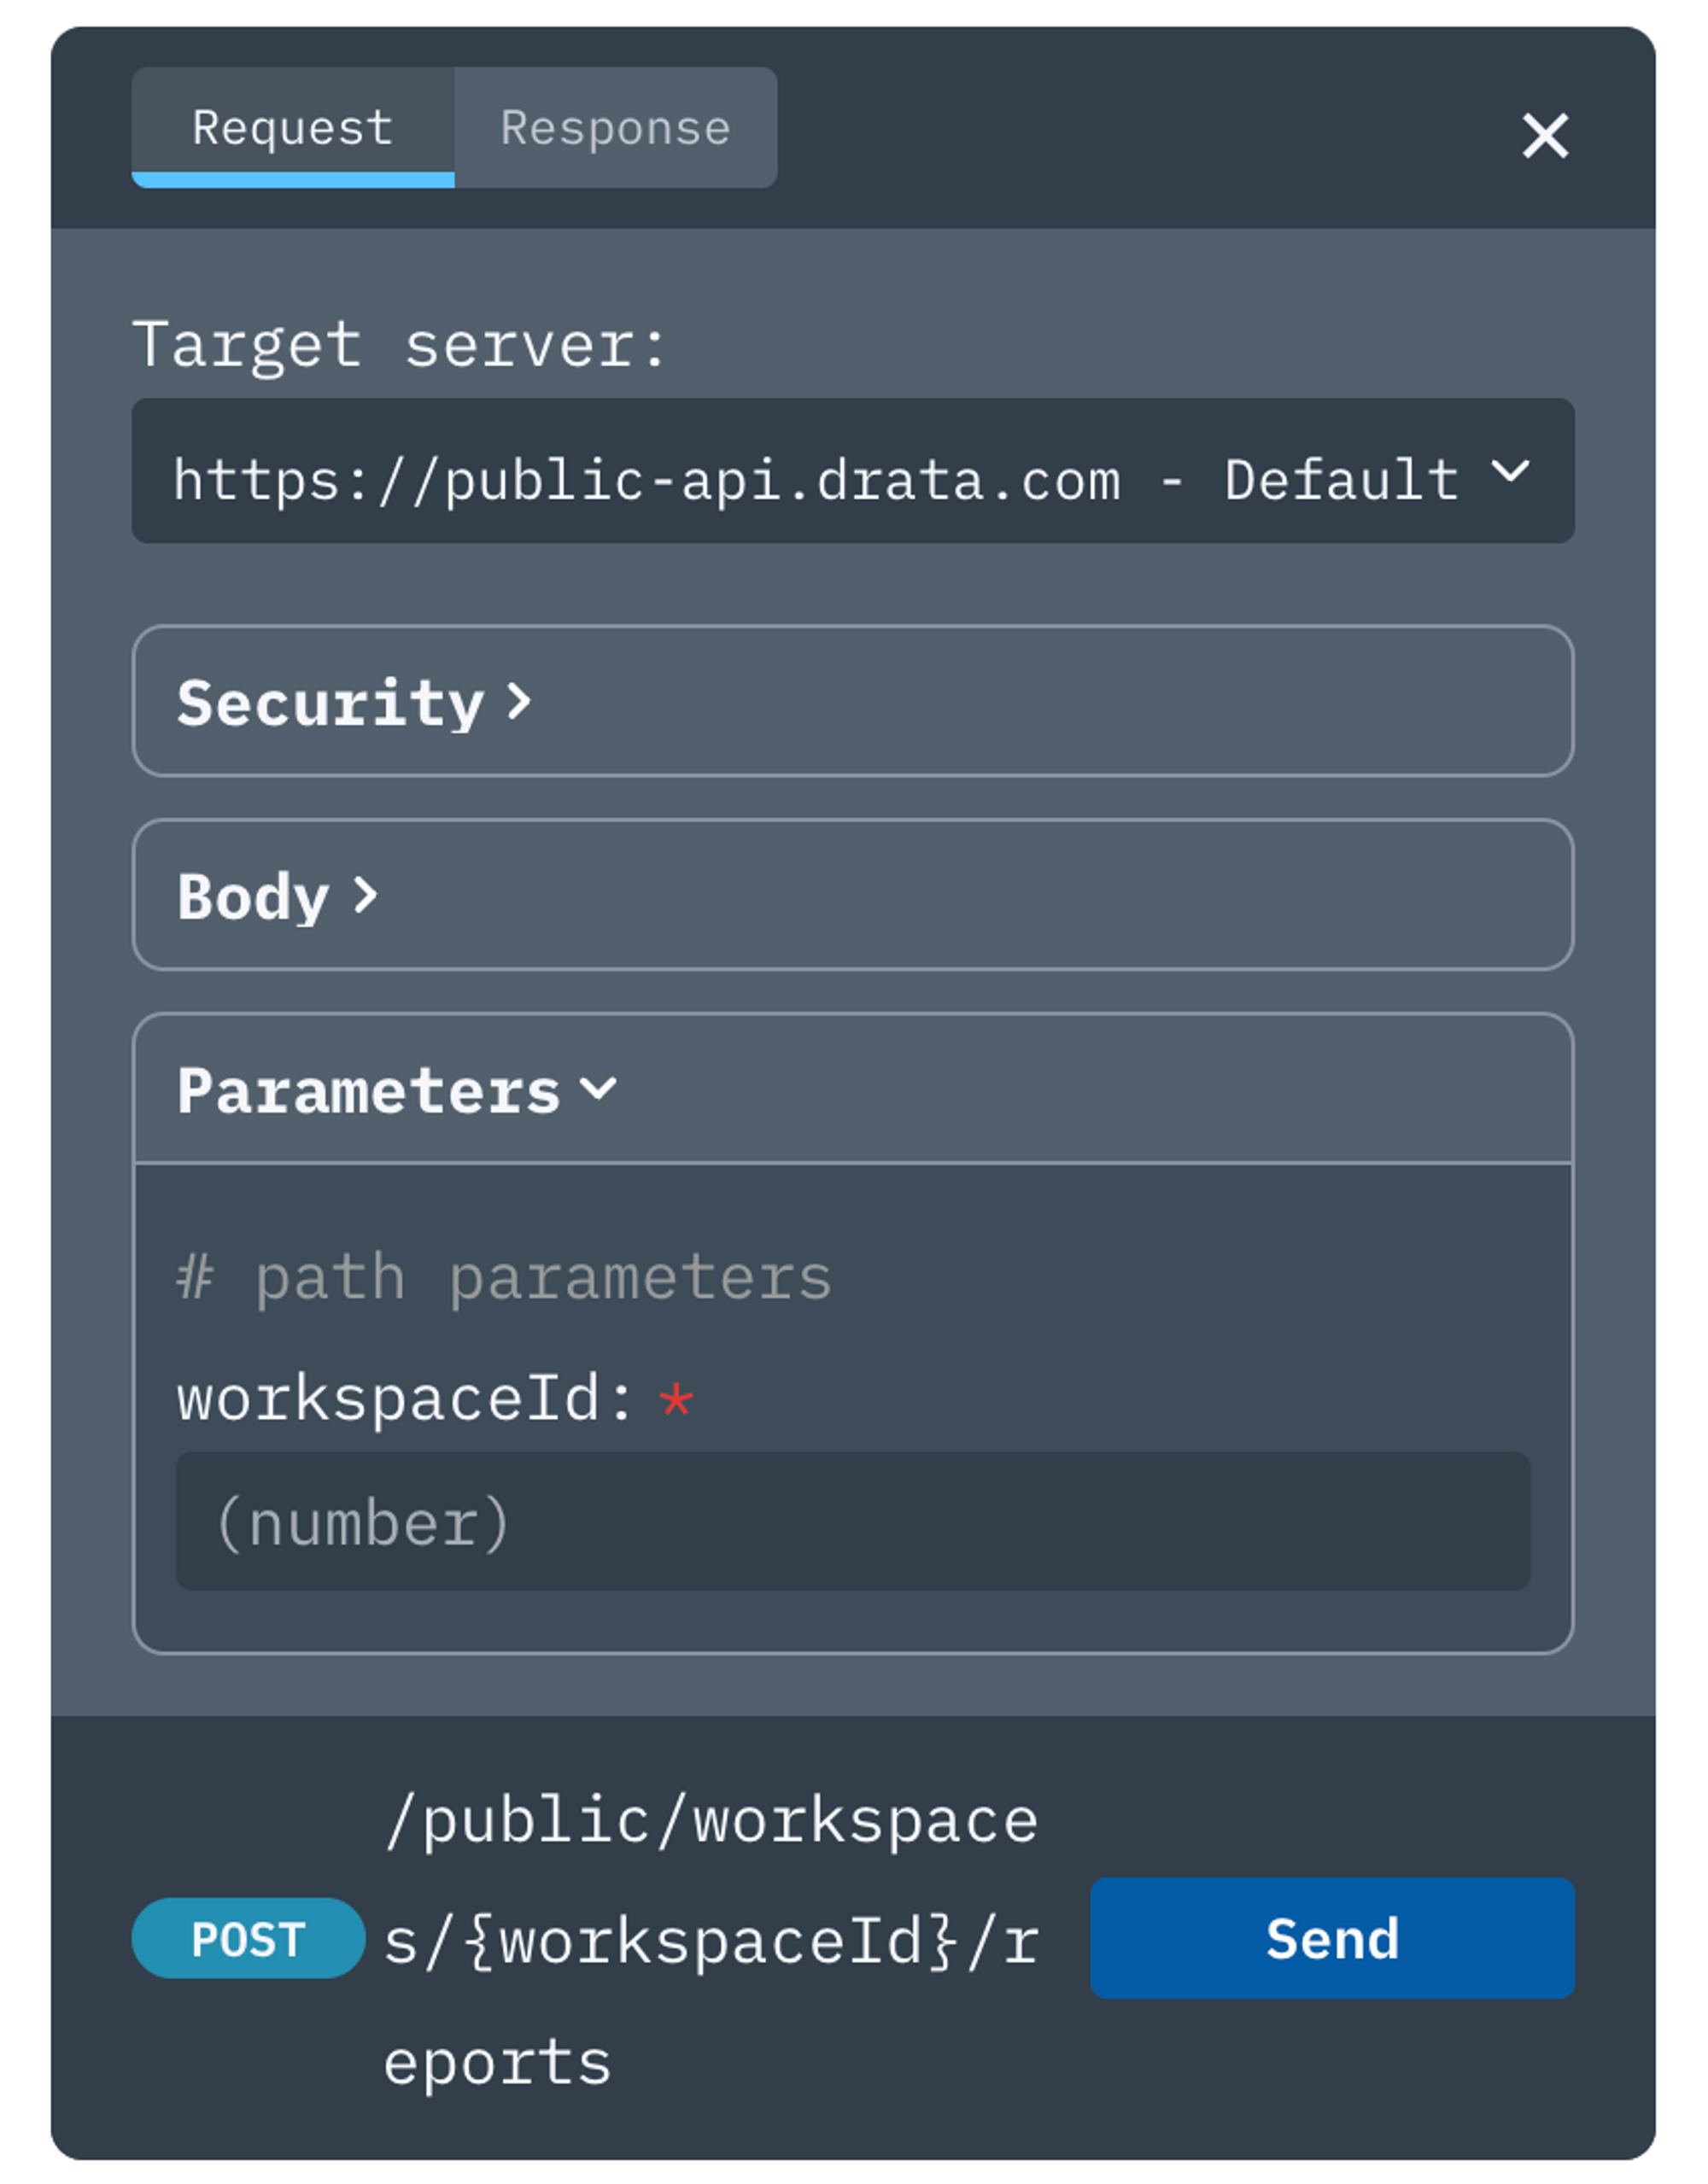 Request Response
Target server:
https://public-api.drata.com - Default
Security
Body
Parameters
# path parameters
workspaceId: *
(number)
/public/workspace
POST s/{workspaceId}/r Send
eports